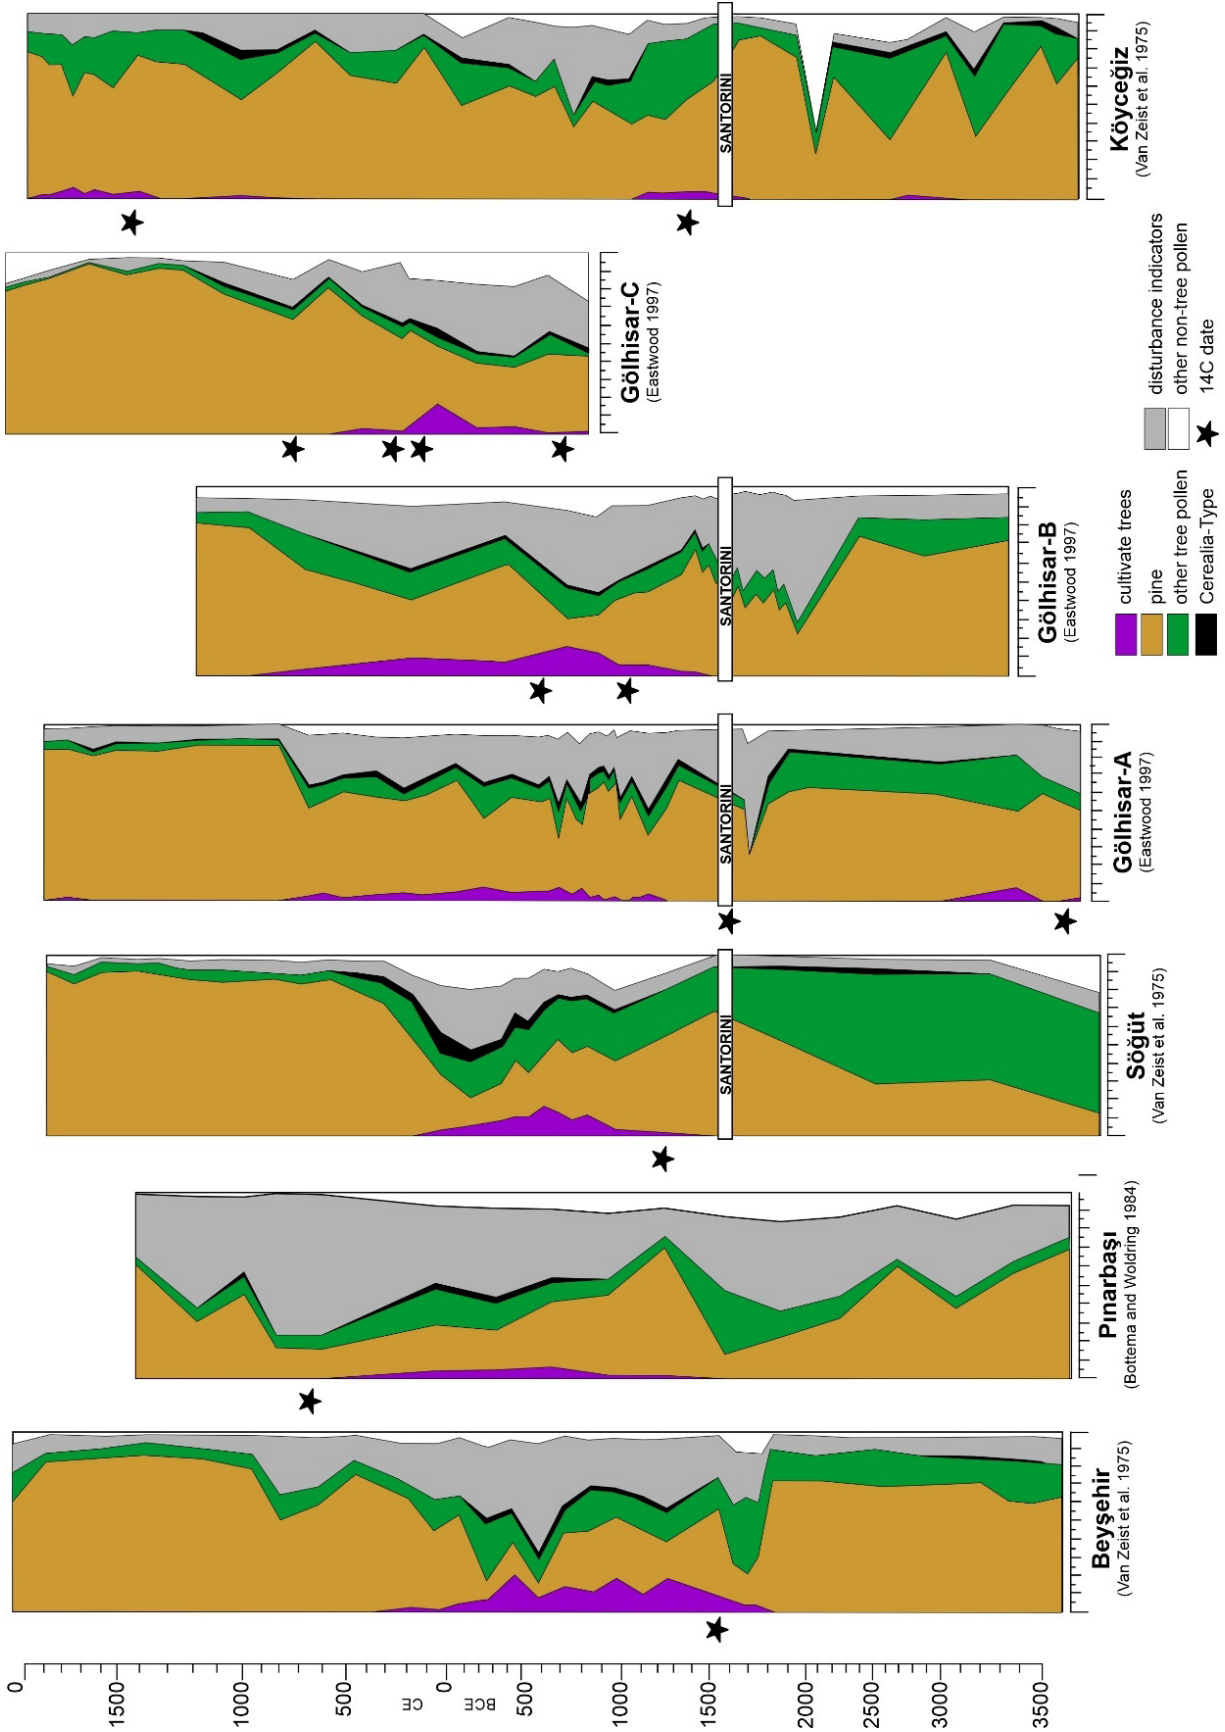 Köyceğiz
(Van Zeist et al. 1975)
SANTORINI
Gölhisar-C
(Eastwood 1997)
Gölhisar-B
(Eastwood 1997)
SANTORINI
Gölhisar-A
(Eastwood 1997)
SANTORINI
Söğüt
(Van Zeist et al. 1975)
SANTORINI
Pınarbaşı
(Bottema and Woldring 1984)
Beyşehir
(Van Zeist et al. 1975)
cultivate trees
pine
other tree pollen
Cerealia-Type
disturbance indicators
other non-tree pollen
14C date
0
1500
1000
500
0
500
1000
1500
2000
2500
3000
3500
CE
BCE